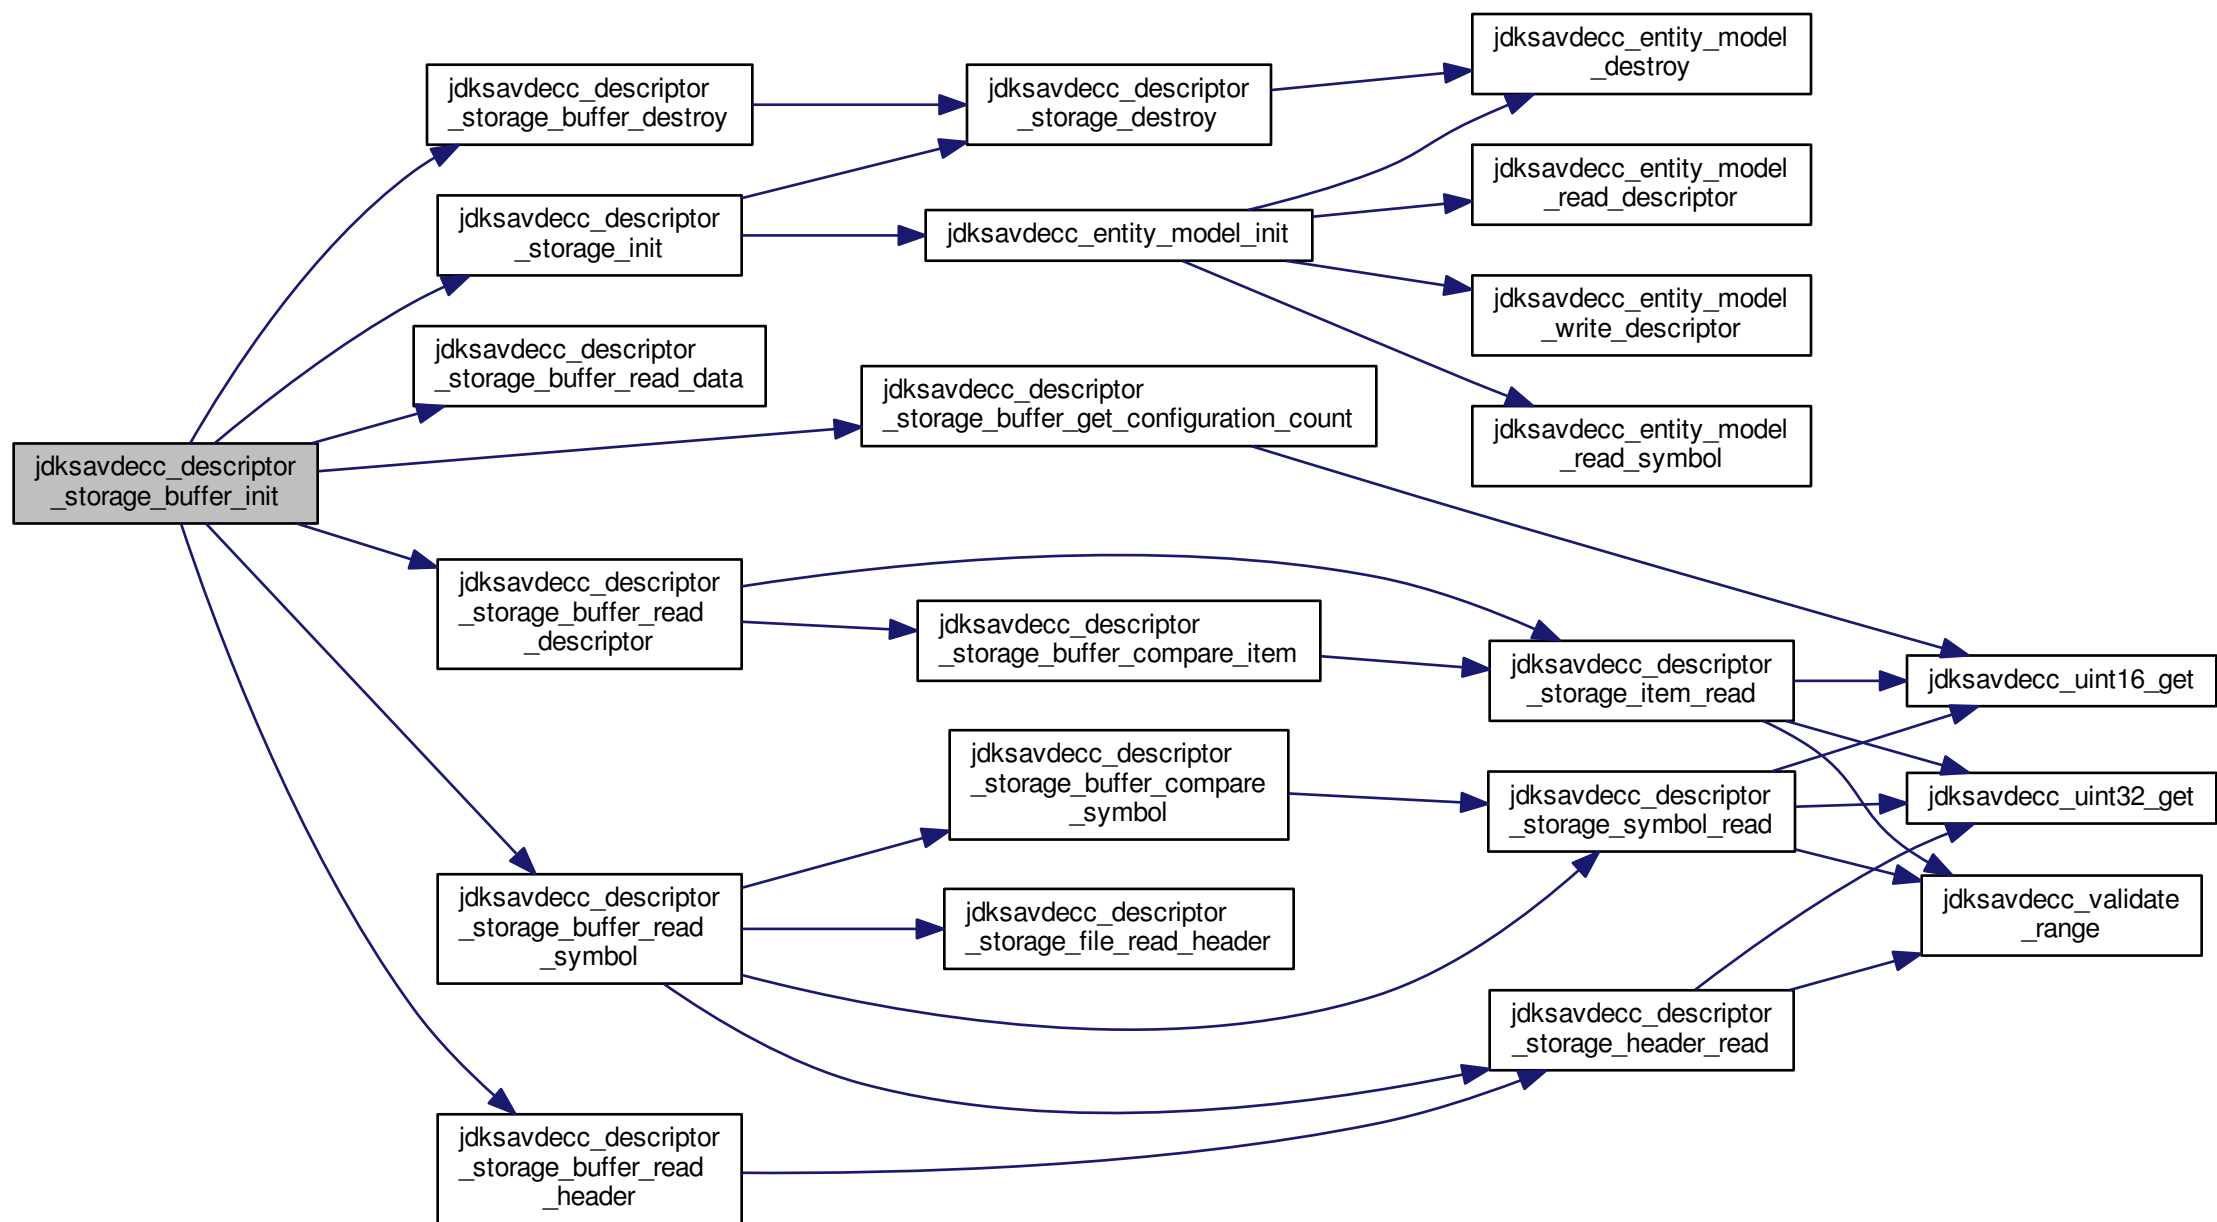 jdksavdecc_descriptor
_storage_buffer_init
jdksavdecc_descriptor
_storage_buffer_destroy
jdksavdecc_descriptor
_storage_init
jdksavdecc_descriptor
_storage_buffer_read_data
jdksavdecc_descriptor
_storage_buffer_get_configuration_count
jdksavdecc_descriptor
_storage_buffer_read
_descriptor
jdksavdecc_descriptor
_storage_buffer_read
_symbol
jdksavdecc_descriptor
_storage_buffer_read
_header
jdksavdecc_descriptor
_storage_destroy
jdksavdecc_entity_model_init
jdksavdecc_descriptor
_storage_buffer_compare_item
jdksavdecc_descriptor
_storage_buffer_compare
_symbol
jdksavdecc_descriptor
_storage_file_read_header
jdksavdecc_entity_model
_destroy
jdksavdecc_entity_model
_read_descriptor
jdksavdecc_entity_model
_write_descriptor
jdksavdecc_entity_model
_read_symbol
jdksavdecc_descriptor
_storage_item_read
jdksavdecc_descriptor
_storage_symbol_read
jdksavdecc_descriptor
_storage_header_read
jdksavdecc_uint16_get
jdksavdecc_uint32_get
jdksavdecc_validate
_range